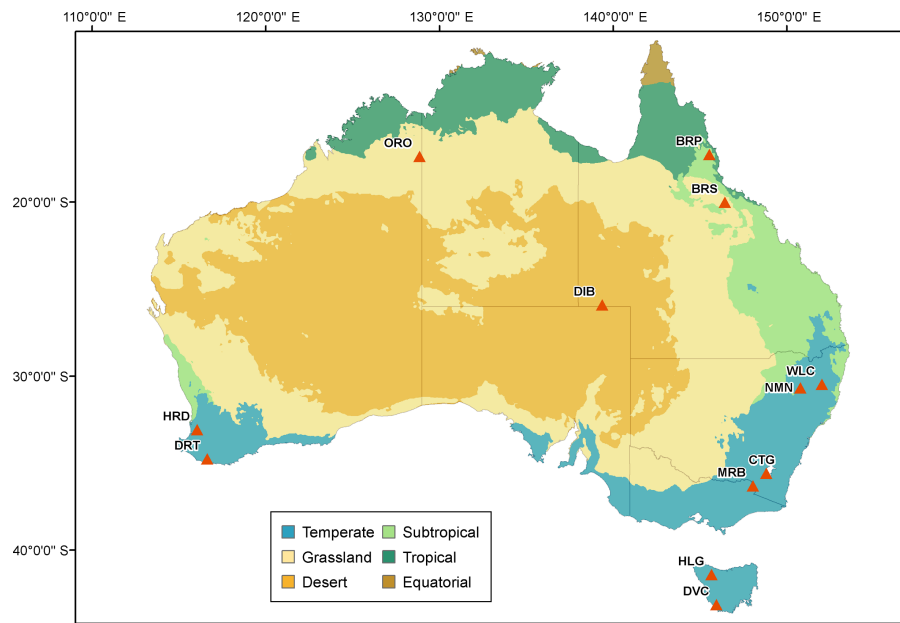 110°0'0" E 120°0'0" E 130°0'0" E 140°0'0" E 150°0'0" E
ORO
BRP
BRS
20°0'0" S
DIB
WLC
30°0'0" S
NMN
HRD
DRT
CTG
MRB
Temperate Subtropical
Grassland Tropical
Desert Equatorial
40°0'0" S
HLG
DVC